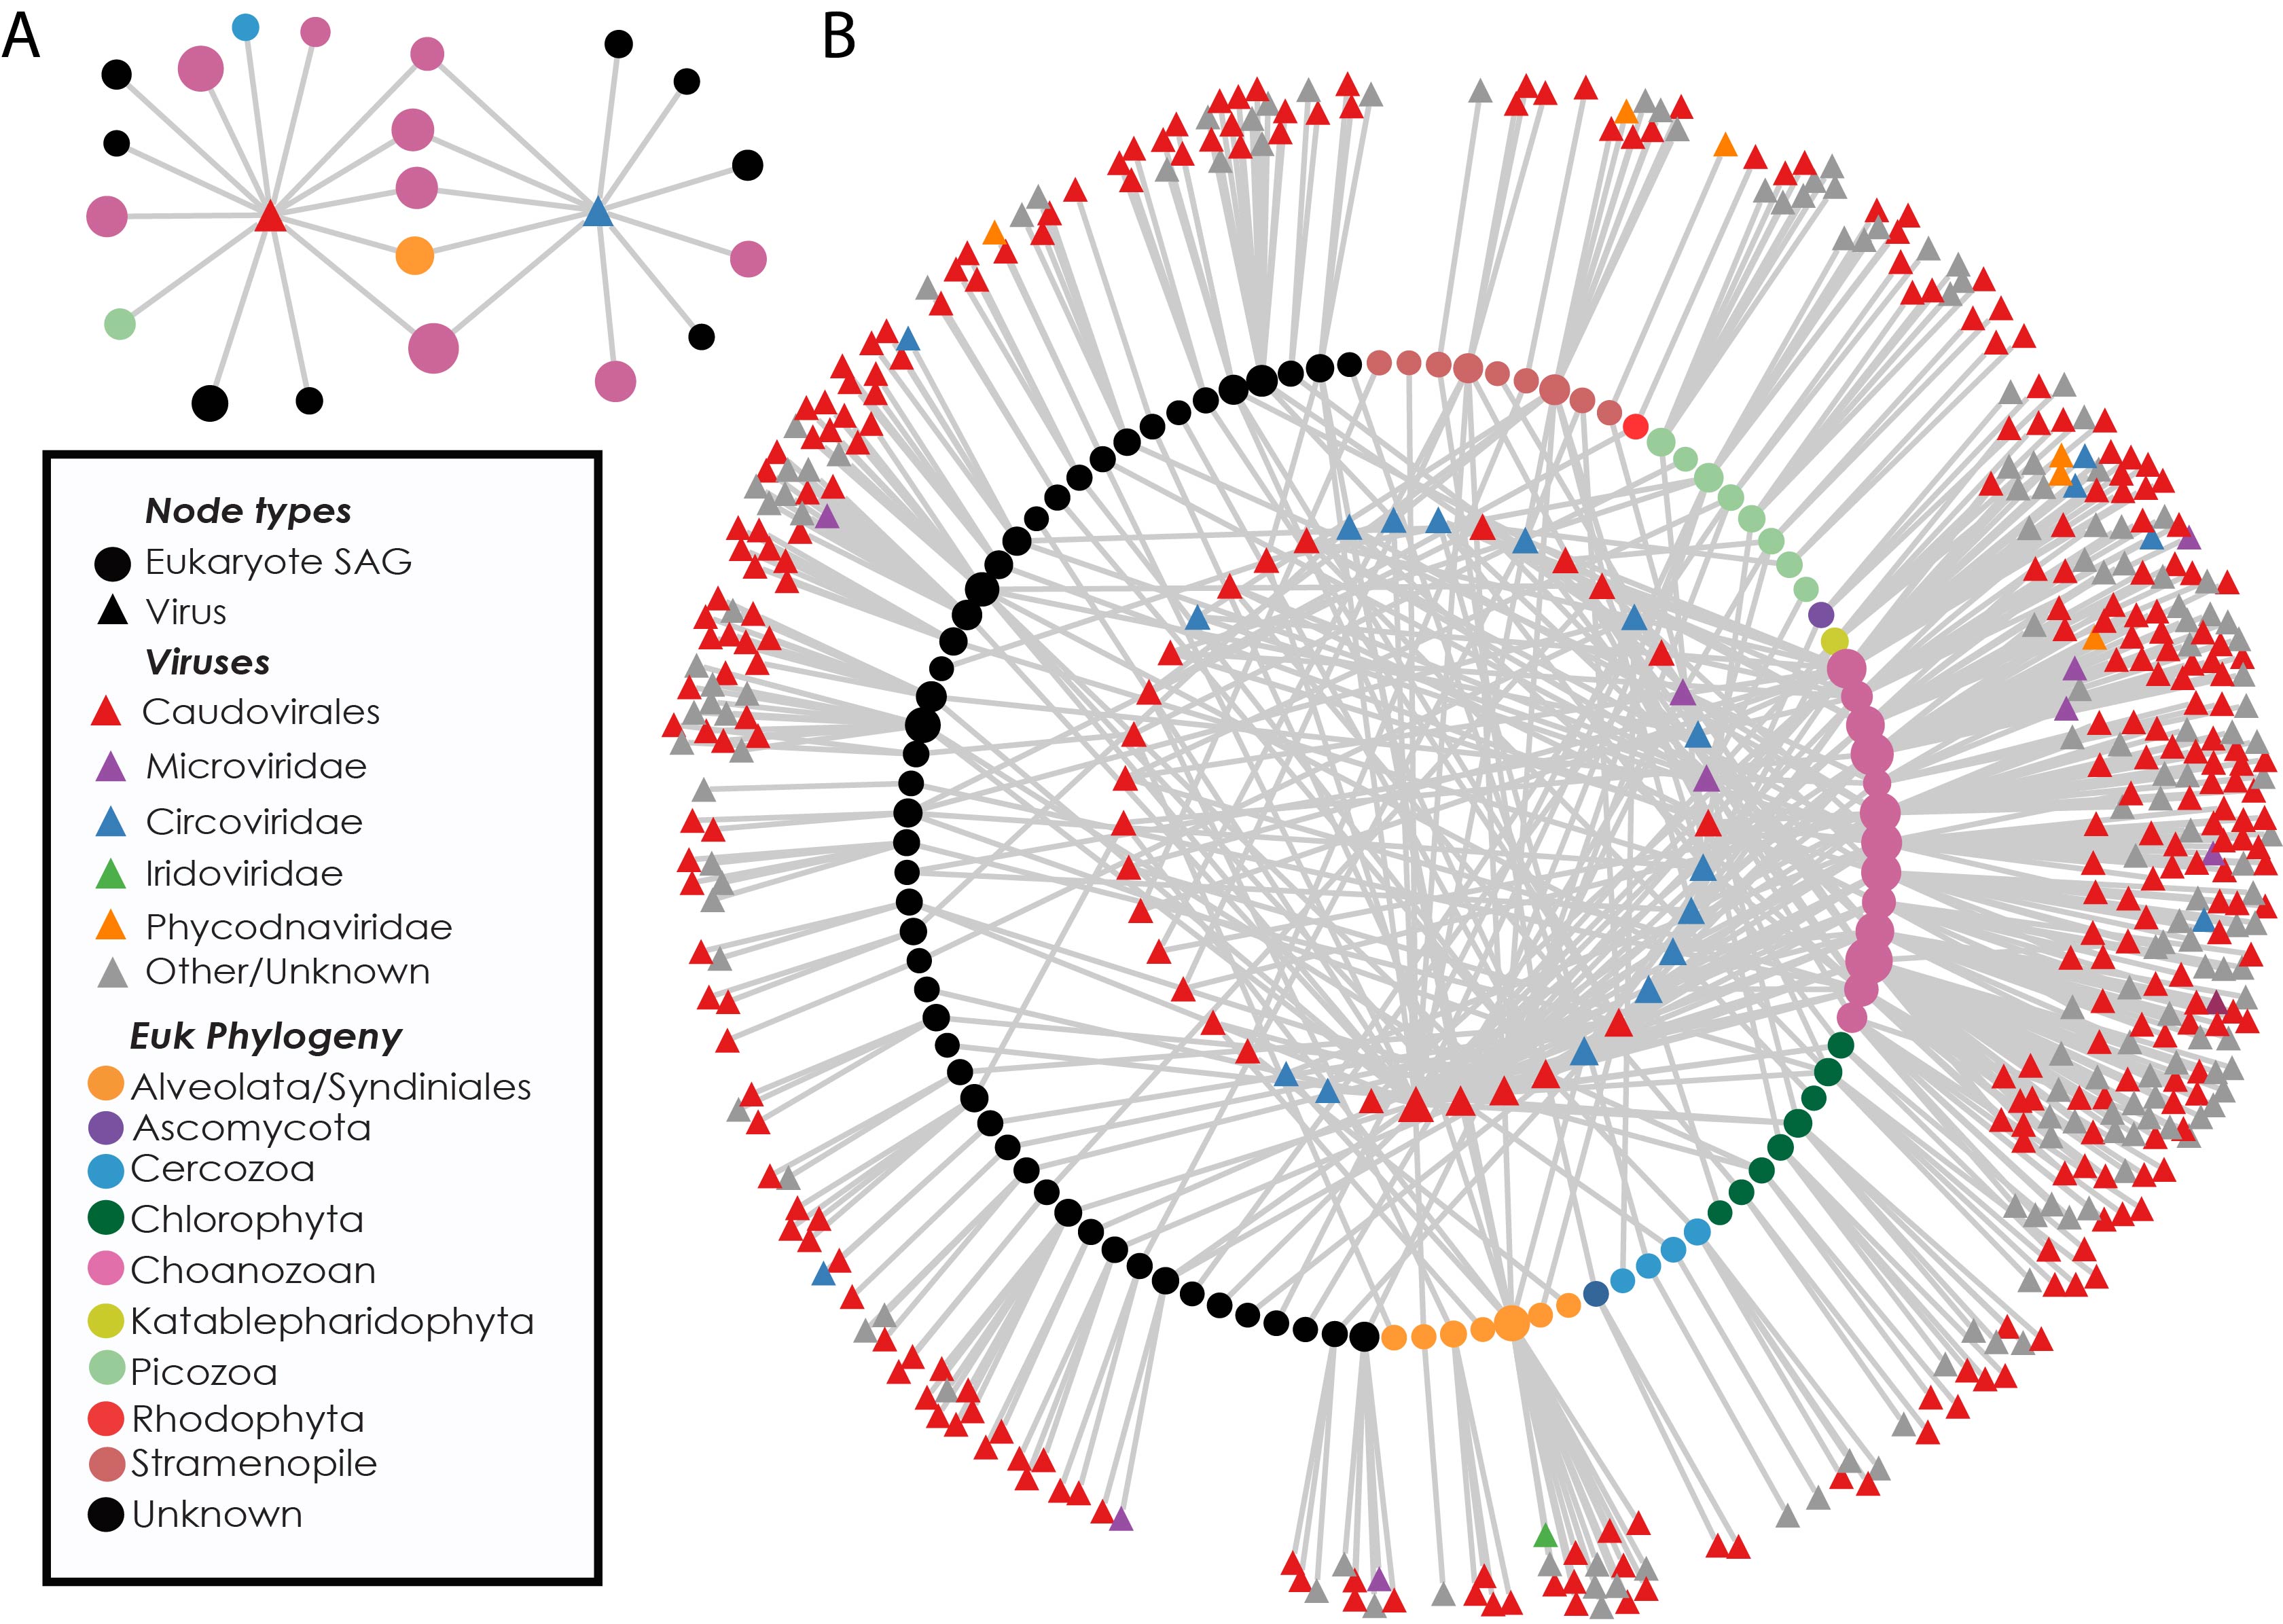 A
B
Node types
Eukaryote SAG
Virus
Viruses
Caudovirales
Microviridae
Circoviridae
Iridoviridae
Phycodnaviridae
Other/Unknown
Euk Phylogeny
Alveolata/Syndiniales
Ascomycota
Cercozoa
Chlorophyta
Choanozoan
Katablepharidophyta
Picozoa
Rhodophyta
Stramenopile
Unknown